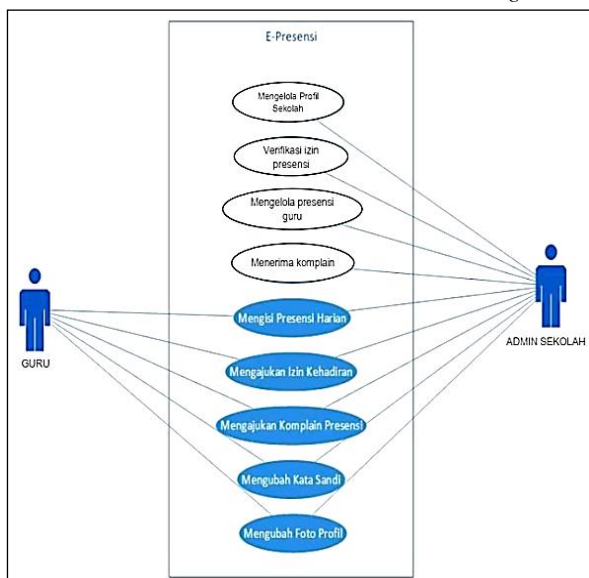 E-Presensi
Mengelola Profil
Sekolah
Verifikasi izin
presensi
Mengelola presensi
guru
Menerima komplain
Mengisi Presensi Harian
GURU
ADMIN SEKOLAH
Mengajukan Izin Kehadiran
Mengajukan Komplain Presensi
Mengubah Kata Sandi
Mengubah Foto Profil